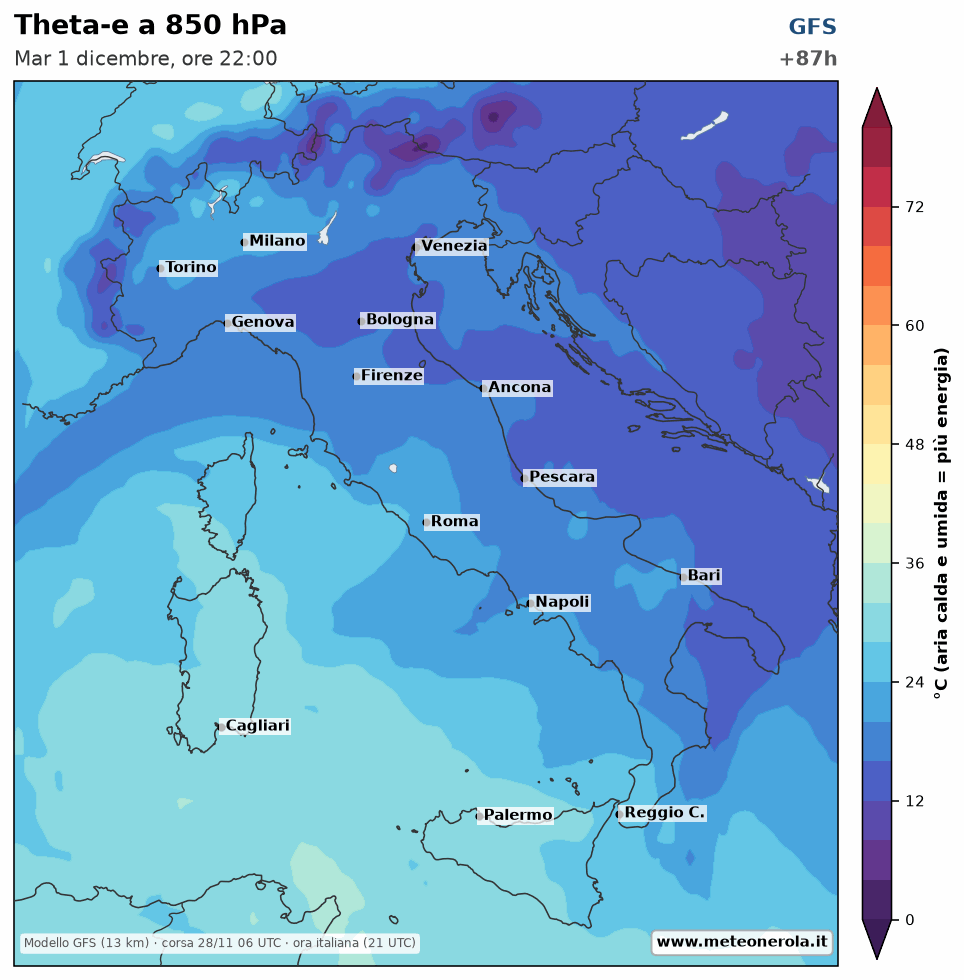 Theta-e a 850 hPa
GFS
Mar 1 dicembre, ore 22:00
+87h
Milano
Venezia
Torino
Genova
Bologna
Firenze
Ancona
Pescara
Roma
Bari
Napoli
Cagliari
Palermo
Reggio C.
72
60
48
36
24
12
0
°C (aria calda e umida = più energia)
Modello GFS (13 km) · corsa 28/11 06 UTC · ora italiana (21 UTC)
www.meteonerola.it